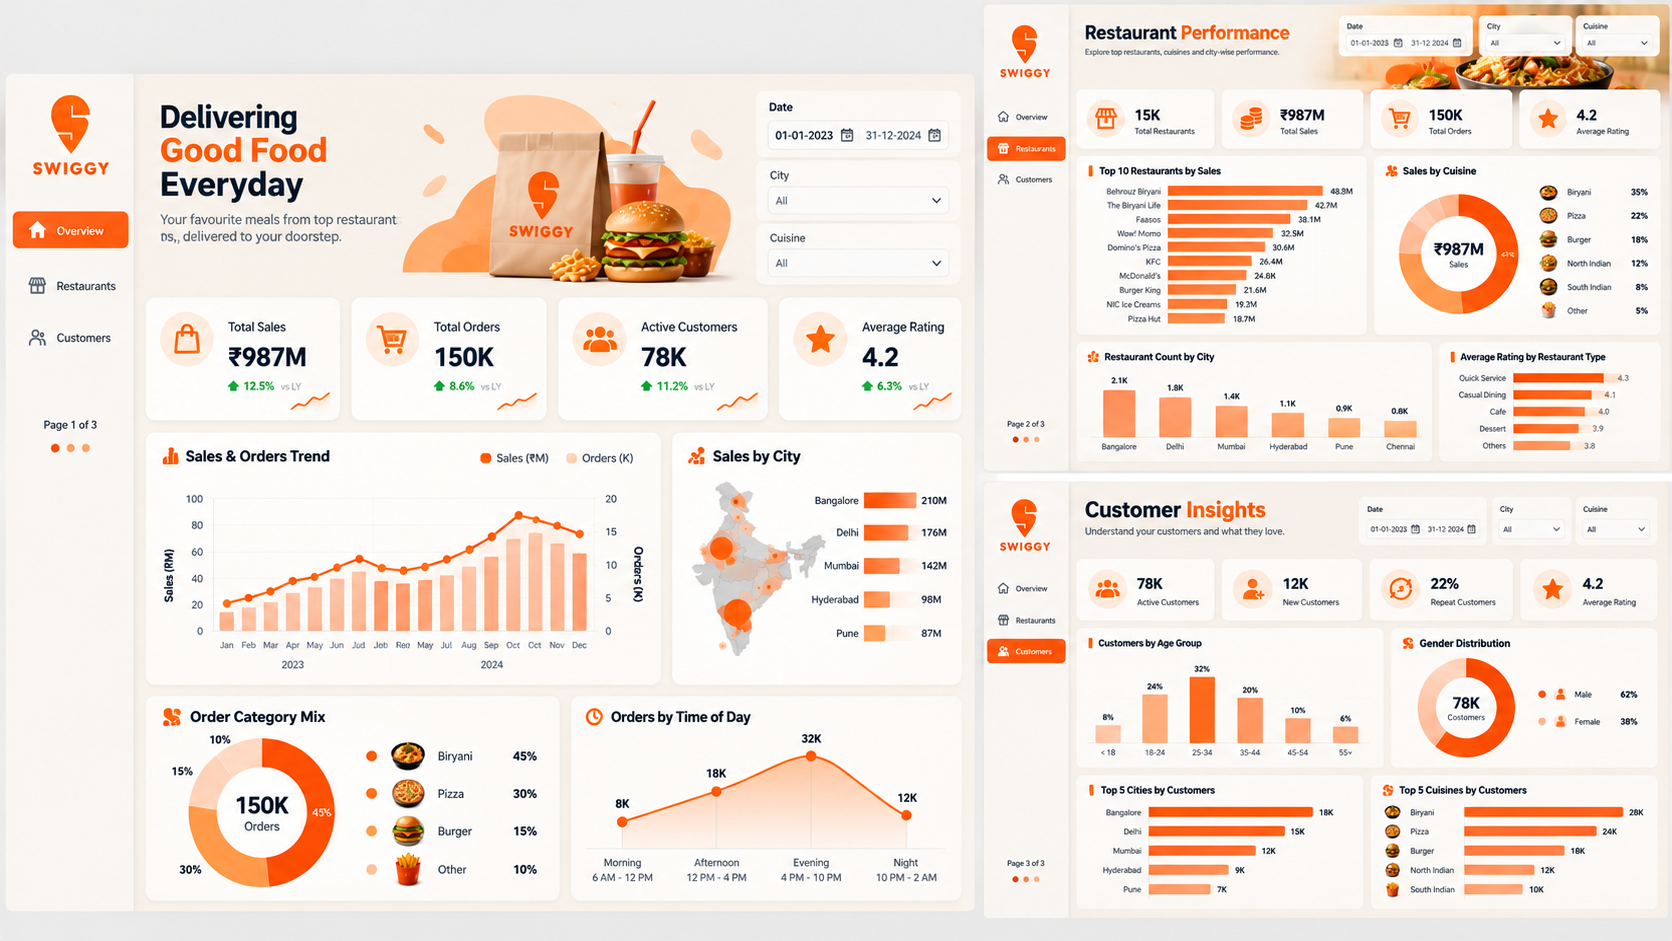 SWIGGY
Overview
Restaurants
Customers
Page 1 of 3
Delivering
Good Food
Everyday
Your favourite meals from top restaurant
ns,, delivered to your doorstep.
SWIGGY
Date
01-01-2023 31-12-2024
City
All
Cuisine
All
Total Sales
₹987M
12.5% vs LY
Total Orders
150K
8.6% vs LY
Active Customers
78K
11.2% vs LY
Average Rating
4.2
6.3% vs LY
Sales & Orders Trend
Sales (₹M) Orders (K)
Sales (RM)
100
80
60
40
20
0
20
15
10
5
0
Orders (K)
Jan Feb Mar Apr May Jun Jud Job Reo May Jul Aug Sep Oct Oct Nov Dec
2023 2024
Sales by City
Bangalore 210M
Delhi 176M
Mumbai 142M
Hyderabad 98M
Pune 87M
Order Category Mix
10%
15%
30%
45%
150K
Orders
Biryani 45%
Pizza 30%
Burger 15%
Other 10%
Orders by Time of Day
8K
18K
32K
12K
Morning Afternoon Evening Night
6 AM - 12 PM 12 PM - 4 PM 4 PM - 10 PM 10 PM - 2 AM
SWIGGY
Overview
Restaurants
Customers
Page 2 of 3
Restaurant Performance
Explore top restaurants, cuisines and city-wise performance.
Date
01-01-2023 31-12 2024
City
All
Cuisine
All
15K
Total Restaurants
₹987M
Total Sales
150K
Total Orders
4.2
Average Rating
Top 10 Restaurants by Sales
Behrouz Biryani 48.8M
The Biryani Life 42.7M
Faasos 38.1M
Wow! Momo 32.5M
Domino's Pizza 30.6M
KFC 26.4M
McDonald's 24.8K
Burger King 21.6M
NIC Ice Creams 19.3M
Pizza Hut 18.7M
Sales by Cuisine
₹987M
Sales
Biryani 35%
Pizza 22%
Burger 18%
North Indian 12%
South Indian 8%
Other 5%
Restaurant Count by City
2.1K 1.8K 1.4K 1.1K 0.9K 0.8K
Bangalore Delhi Mumbai Hyderabad Pune Chennai
Average Rating by Restaurant Type
Quick Service 4.3
Casual Dining 4.1
Cafe 4.0
Dessert 3.9
Others 3.8
SWIGGY
Overview
Restaurants
Customers
Page 3 of 3
Customer Insights
Understand your customers and what they love.
Date
01-01-2023 31-12 2024
City
All
Cuisine
All
78K
Active Customers
12K
New Customers
22%
Repeat Customers
4.2
Average Rating
Customers by Age Group
8% 24% 32% 20% 10% 6%
< 18 18-24 25-34 35-44 45-54 55+
Gender Distribution
78K
Costomers
Male 62%
Female 38%
Top 5 Cities by Customers
Bangalore 18K
Delhi 15K
Mumbai 12K
Hyderabad 9K
Pune 7K
Top 5 Cuisines by Customers
Biryani 28K
Pizza 24K
Burger 18K
North Indian 12K
South Indian 10K